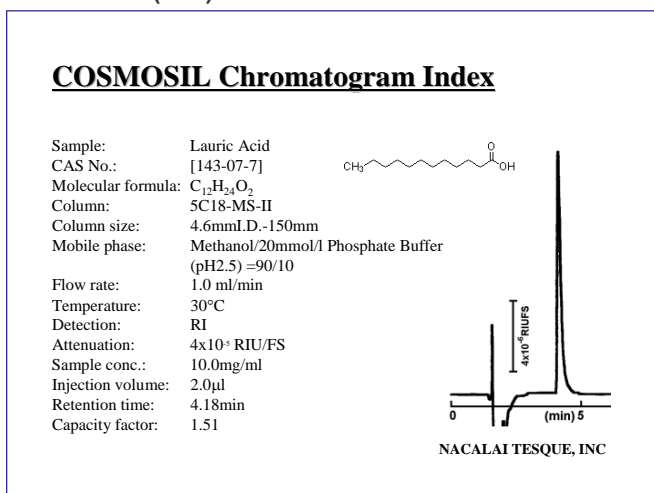 COSMOSIL Chromatogram Index
Sample: Lauric Acid
CAS No.: [143-07-7]
Molecular formula: C₁₂H₂₄O₂
Column: 5C18-MS-II
Column size: 4.6mmI.D.-150mm
Mobile phase: Methanol/20mmol/l Phosphate Buffer
(pH2.5) =90/10
Flow rate: 1.0 ml/min
Temperature: 30°C
Detection: RI
Attenuation: 4x10⁻⁵ RIU/FS
Sample conc.: 10.0mg/ml
Injection volume: 2.0µl
Retention time: 4.18min
Capacity factor: 1.51
CH₃ O OH
4x10⁻⁶RIUFS
0 (min) 5
NACALAI TESQUE, INC